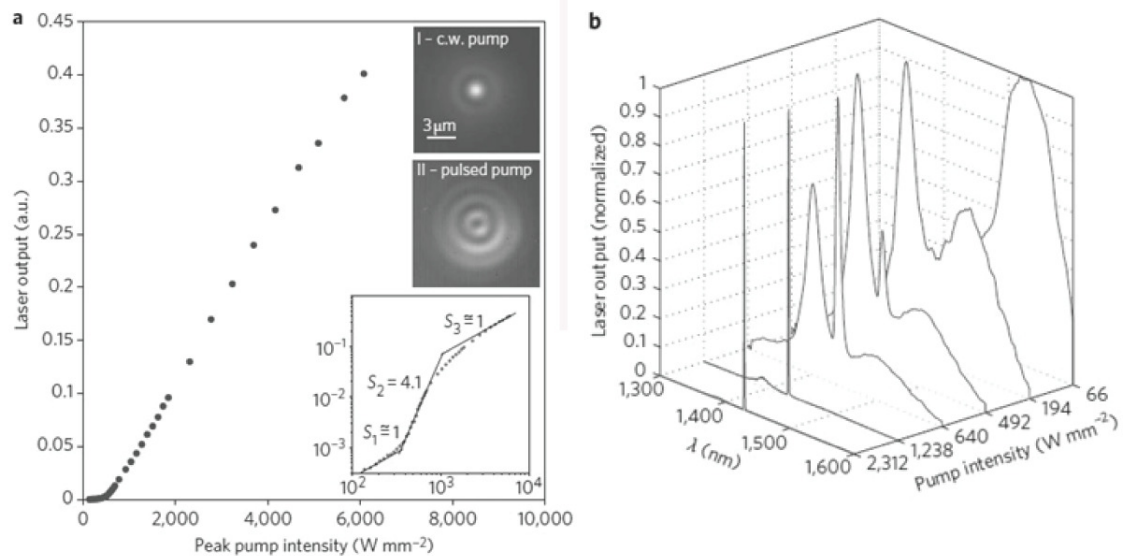 a
0.45
0.4
0.35
0.3
0.25
0.2
0.15
0.1
0.05
0
Laser output (a.u.)
0 2,000 4,000 6,000 8,000 10,000
Peak pump intensity (W mm⁻²)
I – c.w. pump
3μm
II – pulsed pump
S₃ ≅ 1
S₂ = 4.1
S₁ ≅ 1
10⁻¹
10⁻²
10⁻³
10² 10³ 10⁴
b
1
0.9
0.8
0.7
0.6
0.5
0.4
0.3
0.2
0.1
0
Laser output (normalized)
1,300
1,400
1,500
1,600
λ (nm)
66
194
492
640
1,238
2,312
Pump intensity (W mm⁻²)